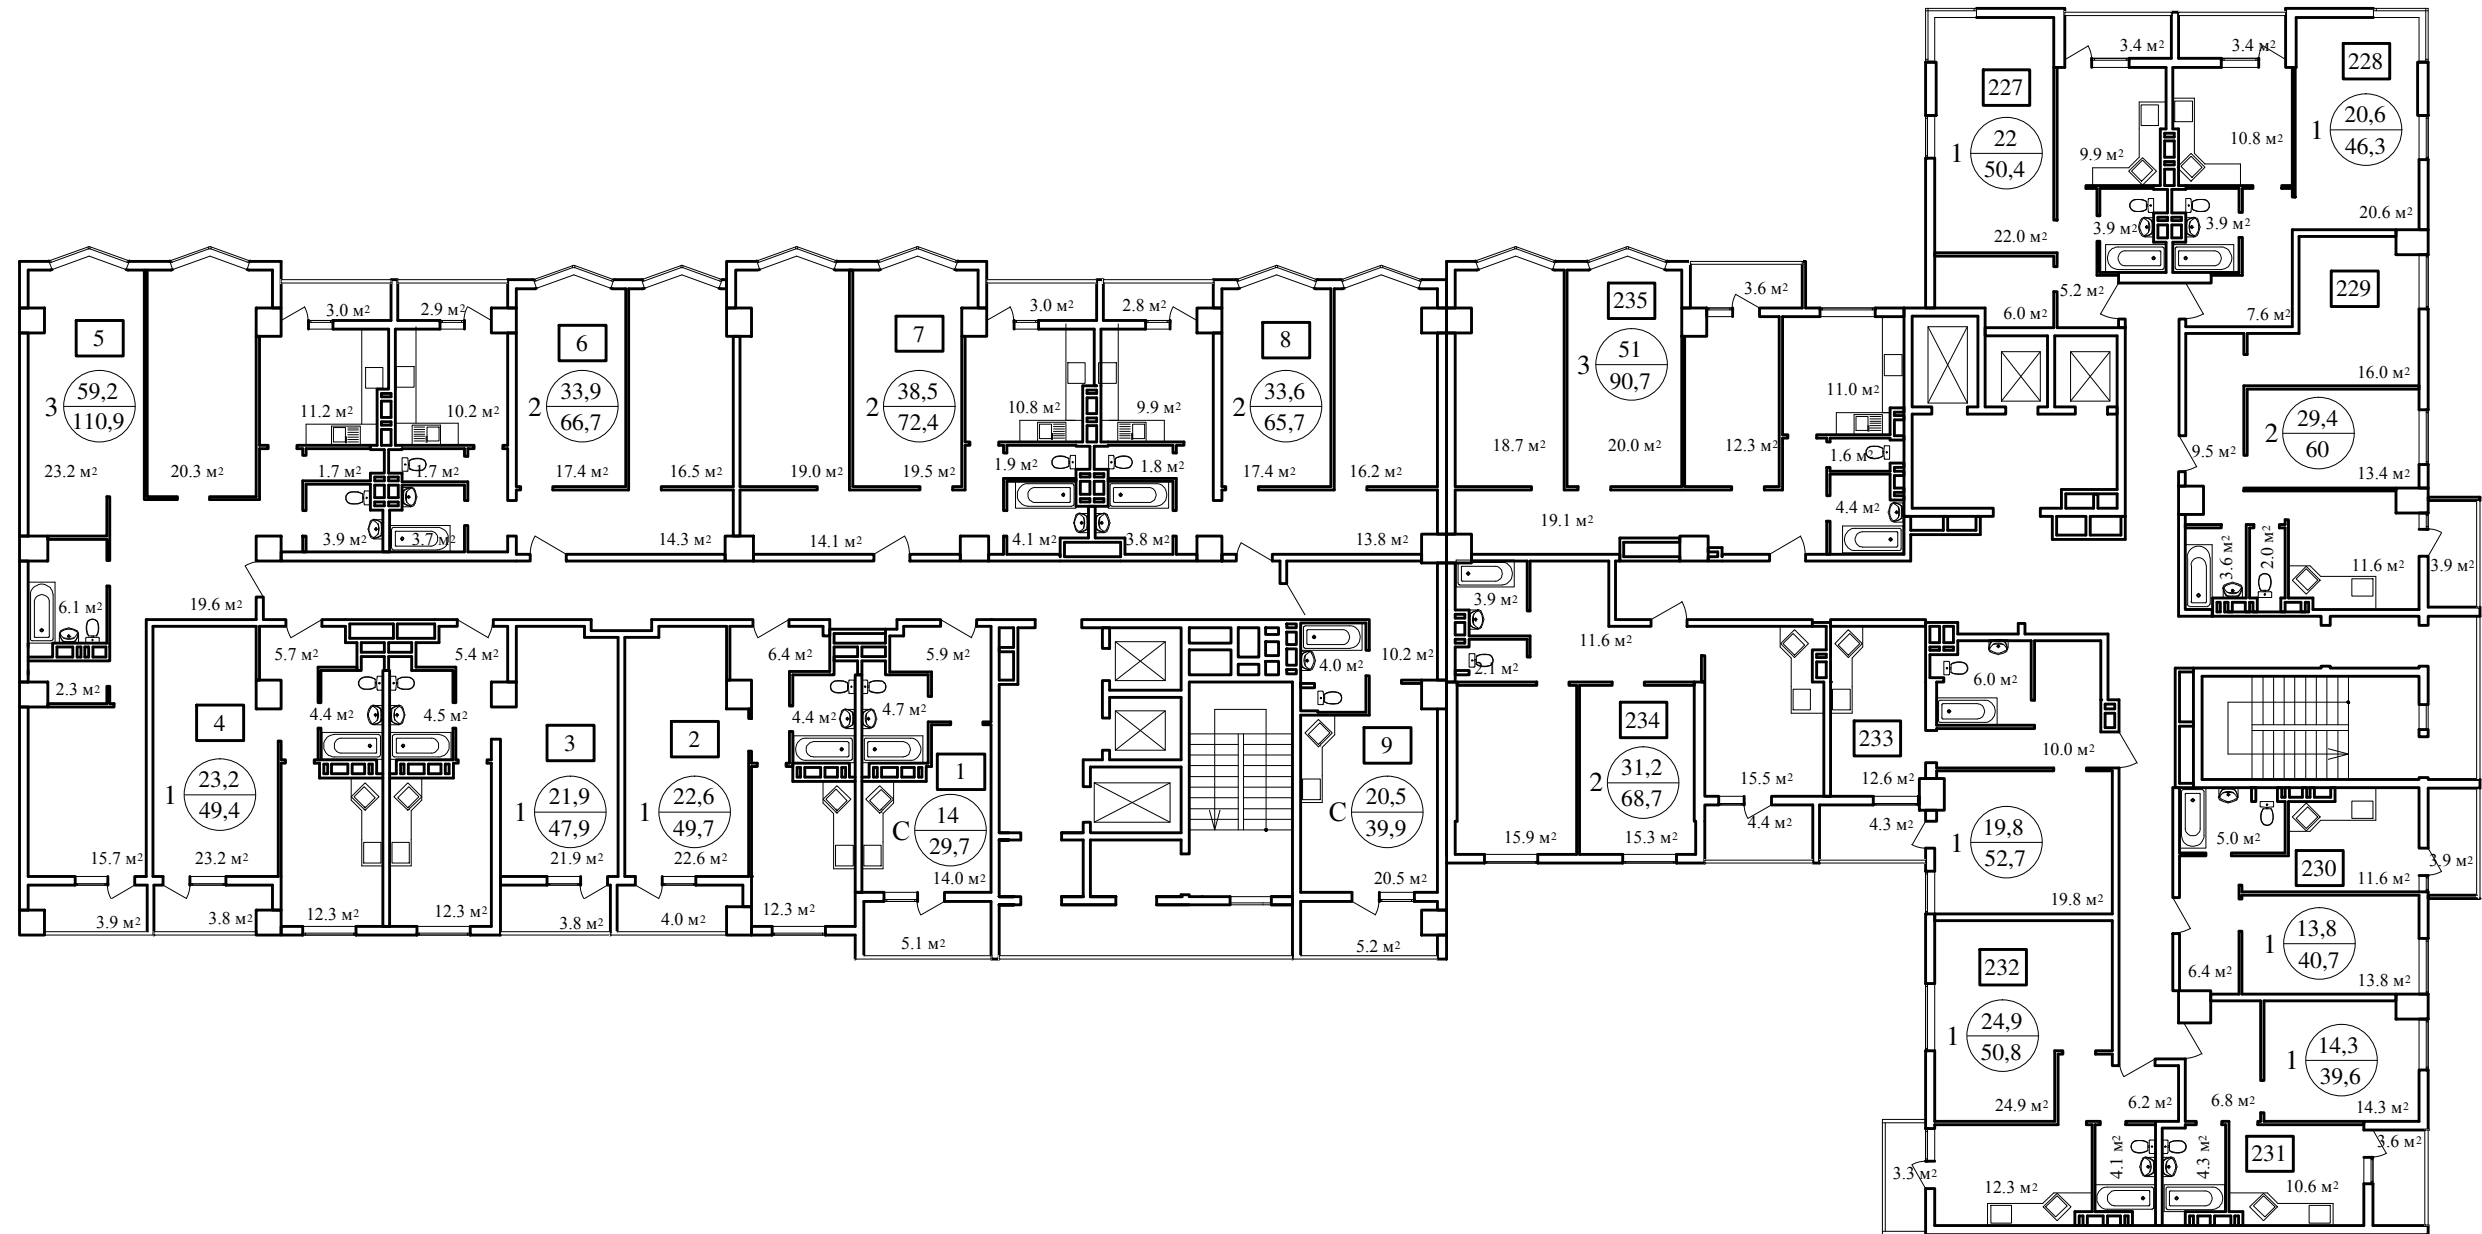 3.4 м²
3.4 м²
227
228
1
22
50,4
1
20,6
46,3
9.9 м²
10.8 м²
3.9 м²
3.9 м²
22.0 м²
20.6 м²
5.2 м²
6.0 м²
7.6 м²
229
16.0 м²
2
29,4
60
9.5 м²
13.4 м²
3.6 м²
2.0 м²
11.6 м²
3.9 м²
5
3
59,2
110,9
23.2 м²
20.3 м²
3.0 м²
2.9 м²
11.2 м²
10.2 м²
1.7 м²
1.7 м²
3.9 м²
3.7 м²
6
2
33,9
66,7
17.4 м²
16.5 м²
14.3 м²
7
2
38,5
72,4
19.0 м²
19.5 м²
14.1 м²
3.0 м²
2.8 м²
10.8 м²
9.9 м²
1.9 м²
1.8 м²
4.1 м²
3.8 м²
8
2
33,6
65,7
17.4 м²
16.2 м²
13.8 м²
235
3
51
90,7
3.6 м²
11.0 м²
18.7 м²
20.0 м²
12.3 м²
1.6 м²
19.1 м²
4.4 м²
6.1 м²
19.6 м²
2.3 м²
15.7 м²
3.9 м²
5.7 м²
5.4 м²
4
1
23,2
49,4
23.2 м²
3.8 м²
4.4 м²
4.5 м²
12.3 м²
12.3 м²
3
1
21,9
47,9
21.9 м²
3.8 м²
2
1
22,6
49,7
22.6 м²
4.0 м²
6.4 м²
5.9 м²
4.4 м²
4.7 м²
12.3 м²
1
С
14
29,7
14.0 м²
5.1 м²
4.0 м²
10.2 м²
9
С
20,5
39,9
20.5 м²
5.2 м²
3.9 м²
11.6 м²
2.1 м²
234
2
31,2
68,7
15.9 м²
15.3 м²
15.5 м²
4.4 м²
233
12.6 м²
4.3 м²
6.0 м²
10.0 м²
1
19,8
52,7
19.8 м²
5.0 м²
230
11.6 м²
3.9 м²
1
13,8
40,7
6.4 м²
13.8 м²
232
1
24,9
50,8
24.9 м²
6.2 м²
3.3 м²
12.3 м²
4.1 м²
1
14,3
39,6
6.8 м²
14.3 м²
4.3 м²
231
10.6 м²
3.6 м²